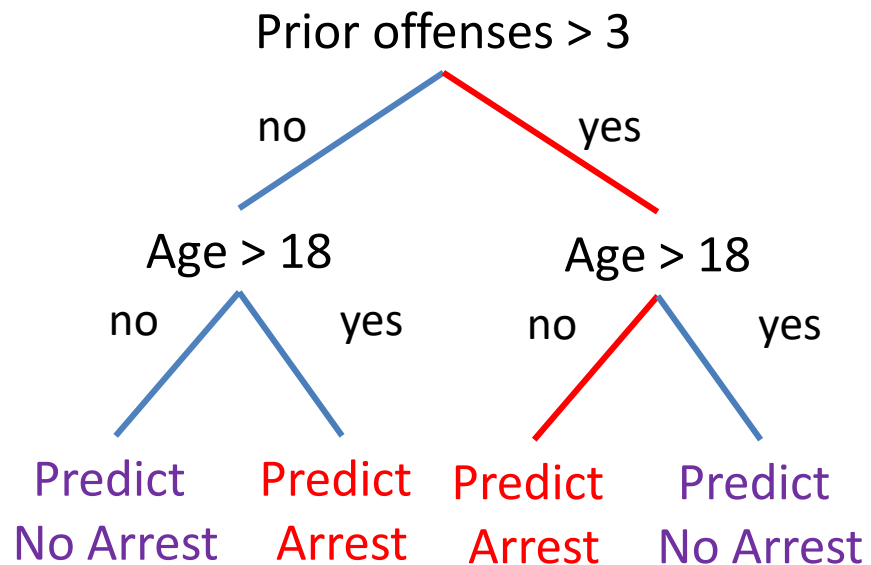 Prior offenses > 3
no
yes
Age > 18
Age > 18
no
yes
no
yes
Predict
No Arrest
Predict
Arrest
Predict
Arrest
Predict
No Arrest